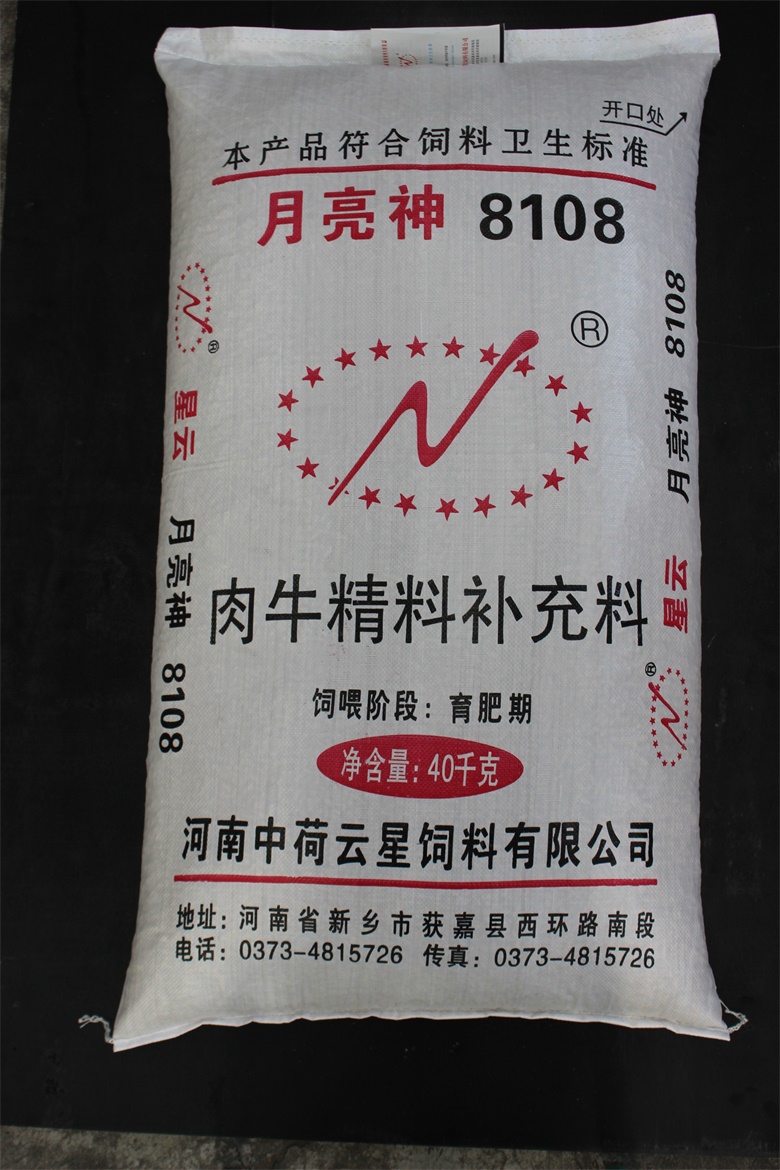 开口处
本产品符合饲料卫生标准
月亮神 8108
®
肉牛精料补充料
饲喂阶段：育肥期
净含量：40千克
河南中荷云星饲料有限公司
地址：河南省新乡市获嘉县西环路南段
电话：0373-4815726 传真：0373-4815726
® 星云 月亮神 8108
® 星云 月亮神 8108